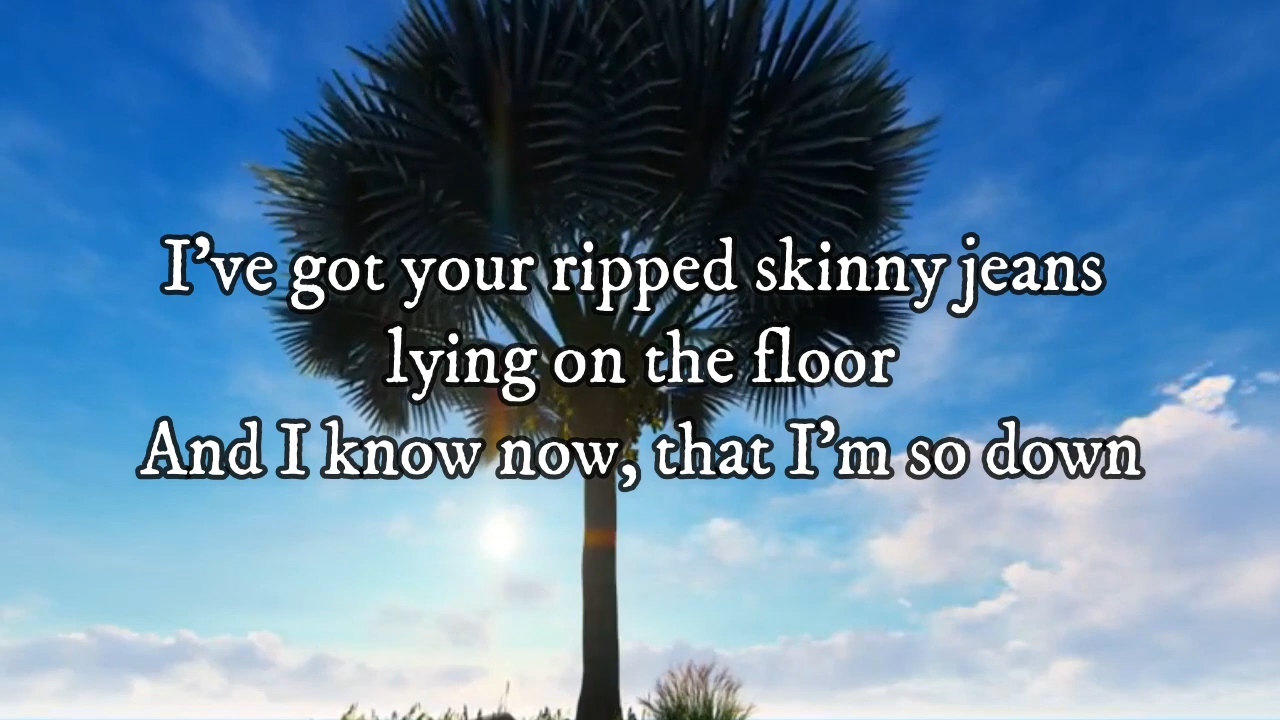 I’ve got your ripped skinny jeans
lying on the floor
And I know now, that I’m so down